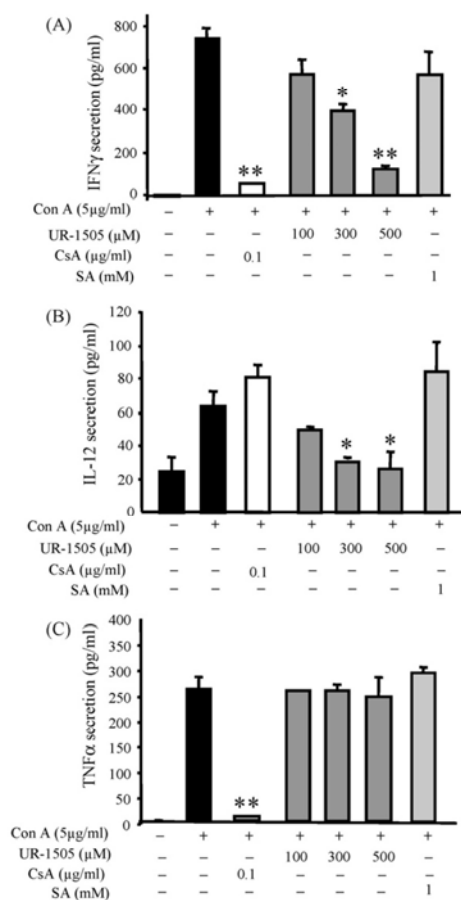 (A)
IFNγ secretion (pg/ml)
800
600
400
200
0
** * **
Con A (5µg/ml) – + + + + + +
UR-1505 (µM) – – – 100 300 500 –
CsA (µg/ml) – – 0.1 – – – –
SA (mM) – – – – – – 1
(B)
IL-12 secretion (pg/ml)
120
100
80
60
40
20
0
* *
Con A (5µg/ml) – + + + + + +
UR-1505 (µM) – – – 100 300 500 –
CsA (µg/ml) – – 0.1 – – – –
SA (mM) – – – – – – 1
(C)
TNFα secretion (pg/ml)
400
350
300
250
200
150
100
50
0
**
Con A (5µg/ml) – + + + + + +
UR-1505 (µM) – – – 100 300 500 –
CsA (µg/ml) – – 0.1 – – – –
SA (mM) – – – – – – 1